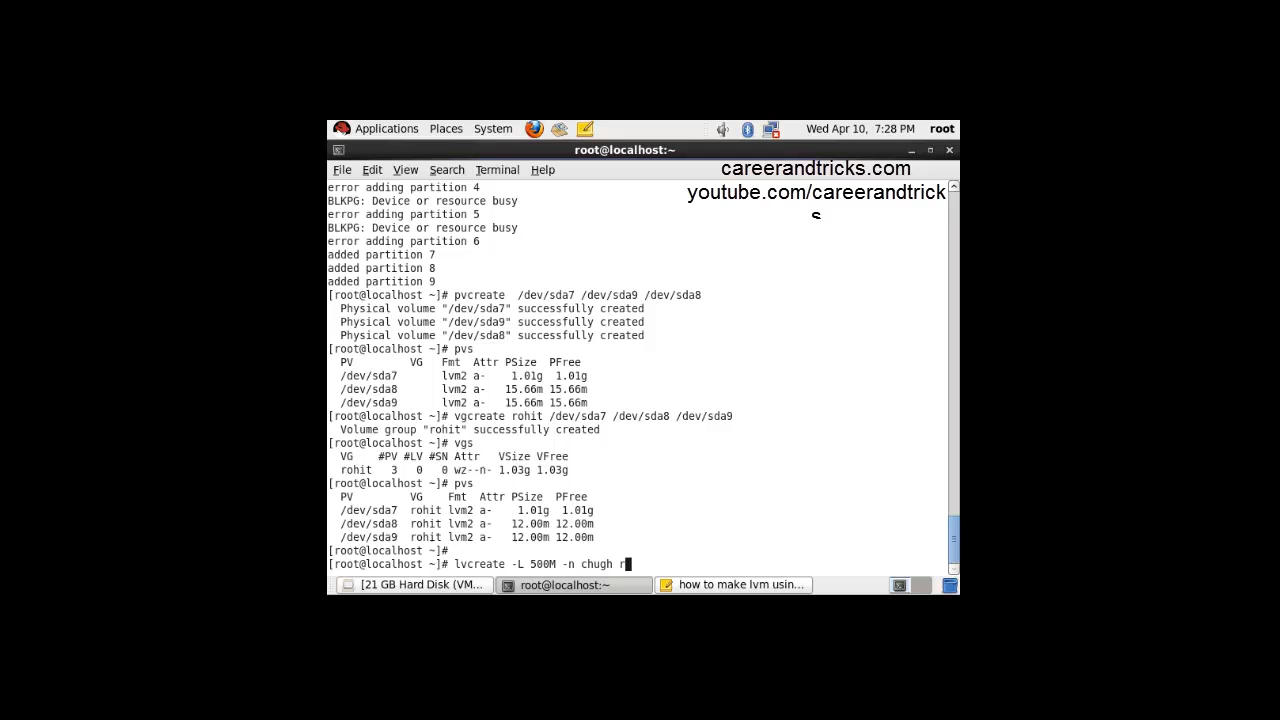 Applications Places System Wed Apr 10, 7:28 PM root
root@localhost:~
File Edit View Search Terminal Help
careerandtricks.com
youtube.com/careerandtrick
s
error adding partition 4
BLKPG: Device or resource busy
error adding partition 5
BLKPG: Device or resource busy
error adding partition 6
added partition 7
added partition 8
added partition 9
[root@localhost ~]# pvcreate  /dev/sda7 /dev/sda9 /dev/sda8
  Physical volume "/dev/sda7" successfully created
  Physical volume "/dev/sda9" successfully created
  Physical volume "/dev/sda8" successfully created
[root@localhost ~]# pvs
  PV         VG   Fmt  Attr PSize  PFree
  /dev/sda7       lvm2 a-    1.01g  1.01g
  /dev/sda8       lvm2 a-   15.66m 15.66m
  /dev/sda9       lvm2 a-   15.66m 15.66m
[root@localhost ~]# vgcreate rohit /dev/sda7 /dev/sda8 /dev/sda9
  Volume group "rohit" successfully created
[root@localhost ~]# vgs
  VG    #PV #LV #SN Attr   VSize VFree
  rohit   3   0   0 wz--n- 1.03g 1.03g
[root@localhost ~]# pvs
  PV         VG    Fmt  Attr PSize  PFree
  /dev/sda7  rohit lvm2 a-    1.01g  1.01g
  /dev/sda8  rohit lvm2 a-   12.00m 12.00m
  /dev/sda9  rohit lvm2 a-   12.00m 12.00m
[root@localhost ~]#
[root@localhost ~]# lvcreate -L 500M -n chugh r
[21 GB Hard Disk (VM... root@localhost:~ how to make lvm usin...